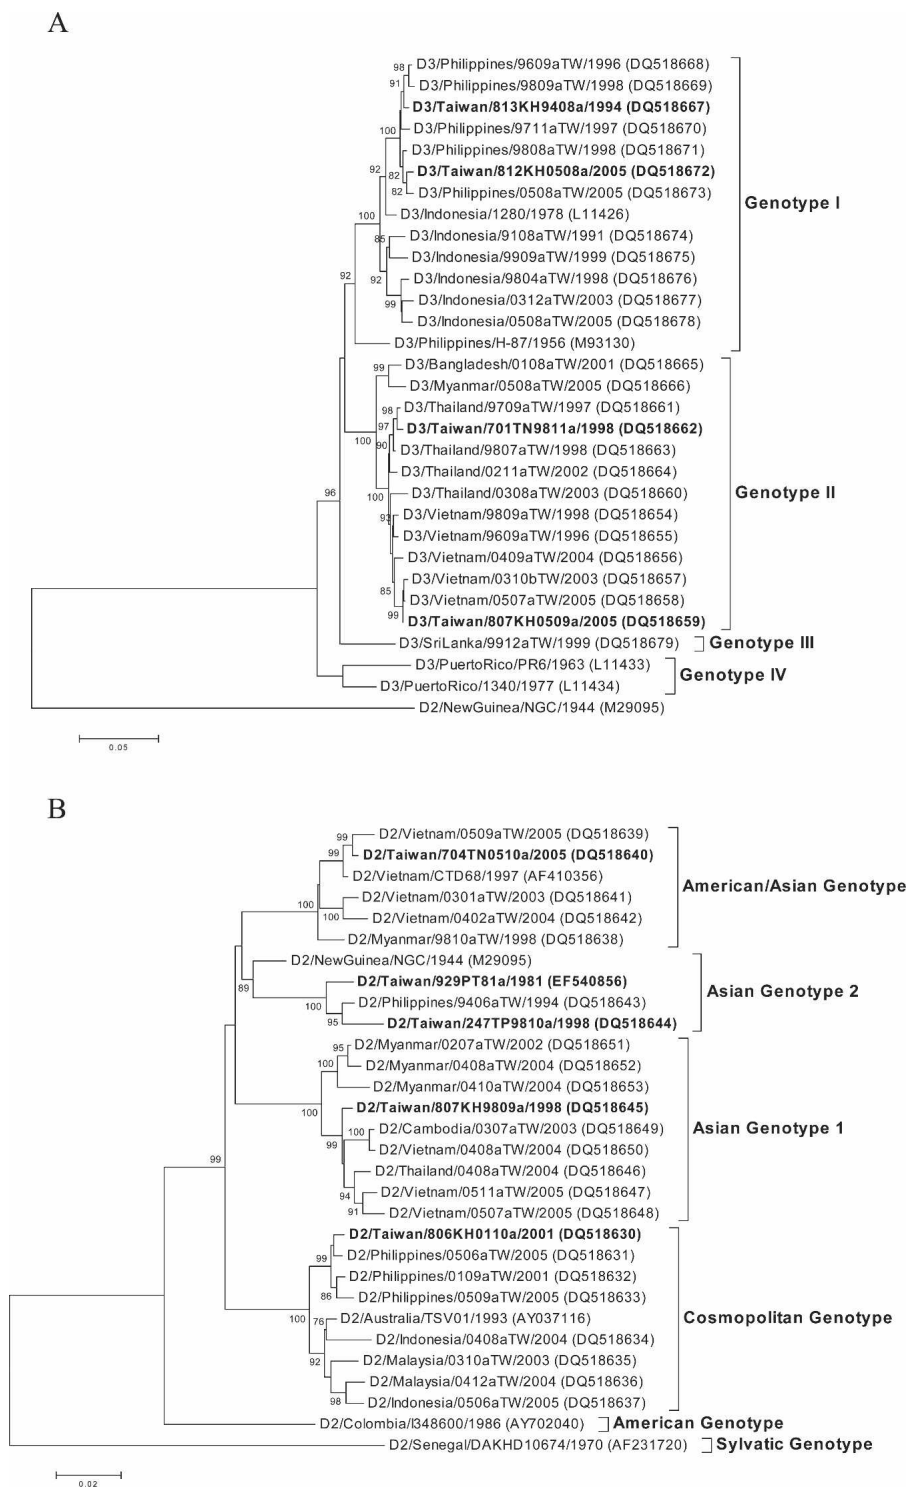 A
98 D3/Philippines/9609aTW/1996 (DQ518668)
91 D3/Philippines/9809aTW/1998 (DQ518669)
D3/Taiwan/813KH9408a/1994 (DQ518667)
100 D3/Philippines/9711aTW/1997 (DQ518670)
D3/Philippines/9808aTW/1998 (DQ518671)
92 82 D3/Taiwan/812KH0508a/2005 (DQ518672)
82 D3/Philippines/0508aTW/2005 (DQ518673)
Genotype I
100 D3/Indonesia/1280/1978 (L11426)
85 D3/Indonesia/9108aTW/1991 (DQ518674)
D3/Indonesia/9909aTW/1999 (DQ518675)
92 92 D3/Indonesia/9804aTW/1998 (DQ518676)
99 D3/Indonesia/0312aTW/2003 (DQ518677)
D3/Indonesia/0508aTW/2005 (DQ518678)
D3/Philippines/H-87/1956 (M93130)
99 D3/Bangladesh/0108aTW/2001 (DQ518665)
D3/Myanmar/0508aTW/2005 (DQ518666)
98 D3/Thailand/9709aTW/1997 (DQ518661)
97 D3/Taiwan/701TN9811a/1998 (DQ518662)
100 90 D3/Thailand/9807aTW/1998 (DQ518663)
D3/Thailand/0211aTW/2002 (DQ518664)
96 100 D3/Thailand/0308aTW/2003 (DQ518660)
Genotype II
93 D3/Vietnam/9809aTW/1998 (DQ518654)
D3/Vietnam/9609aTW/1996 (DQ518655)
D3/Vietnam/0409aTW/2004 (DQ518656)
85 D3/Vietnam/0310bTW/2003 (DQ518657)
D3/Vietnam/0507aTW/2005 (DQ518658)
99 D3/Taiwan/807KH0509a/2005 (DQ518659)
D3/SriLanka/9912aTW/1999 (DQ518679) Genotype III
D3/PuertoRico/PR6/1963 (L11433)
Genotype IV
D3/PuertoRico/1340/1977 (L11434)
D2/NewGuinea/NGC/1944 (M29095)
0.05
B
99 D2/Vietnam/0509aTW/2005 (DQ518639)
99 D2/Taiwan/704TN0510a/2005 (DQ518640)
D2/Vietnam/CTD68/1997 (AF410356)
American/Asian Genotype
100 D2/Vietnam/0301aTW/2003 (DQ518641)
100 D2/Vietnam/0402aTW/2004 (DQ518642)
D2/Myanmar/9810aTW/1998 (DQ518638)
D2/NewGuinea/NGC/1944 (M29095)
89 D2/Taiwan/929PT81a/1981 (EF540856)
Asian Genotype 2
100 D2/Philippines/9406aTW/1994 (DQ518643)
95 D2/Taiwan/247TP9810a/1998 (DQ518644)
95 D2/Myanmar/0207aTW/2002 (DQ518651)
100 D2/Myanmar/0408aTW/2004 (DQ518652)
D2/Myanmar/0410aTW/2004 (DQ518653)
100 D2/Taiwan/807KH9809a/1998 (DQ518645)
100 D2/Cambodia/0307aTW/2003 (DQ518649)
Asian Genotype 1
99 D2/Vietnam/0408aTW/2004 (DQ518650)
99 D2/Thailand/0408aTW/2004 (DQ518646)
94 D2/Vietnam/0511aTW/2005 (DQ518647)
91 D2/Vietnam/0507aTW/2005 (DQ518648)
D2/Taiwan/806KH0110a/2001 (DQ518630)
99 D2/Philippines/0506aTW/2005 (DQ518631)
D2/Philippines/0109aTW/2001 (DQ518632)
86 D2/Philippines/0509aTW/2005 (DQ518633)
100 76 D2/Australia/TSV01/1993 (AY037116)
Cosmopolitan Genotype
D2/Indonesia/0408aTW/2004 (DQ518634)
92 D2/Malaysia/0310aTW/2003 (DQ518635)
D2/Malaysia/0412aTW/2004 (DQ518636)
98 D2/Indonesia/0506aTW/2005 (DQ518637)
D2/Colombia/I348600/1986 (AY702040) American Genotype
D2/Senegal/DAKHD10674/1970 (AF231720) Sylvatic Genotype
0.02